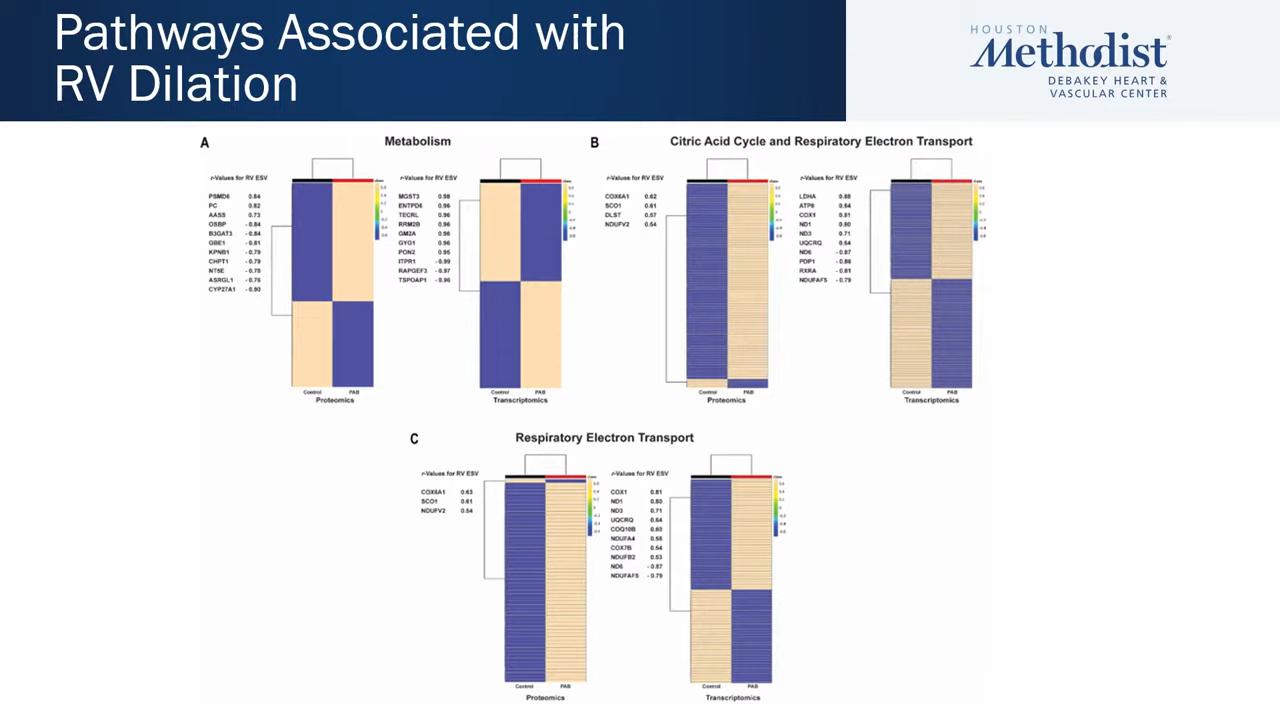 Pathways Associated with
RV Dilation
HOUSTON
Methodist®
DEBAKEY HEART &
VASCULAR CENTER
A
Metabolism
r-Values for RV ESV
PSMD6 0.84
PC 0.82
AASS 0.73
OSBP - 0.84
B3GAT3 - 0.84
GBE1 - 0.81
KPNB1 - 0.79
CHPT1 - 0.79
NT5E - 0.78
ASRGL1 - 0.76
CYP27A1 - 0.90
Control PAB
Proteomics
r-Values for RV ESV
MGST3 0.98
ENTPD6 0.96
TECRL 0.96
RRM2B 0.96
GM2A 0.96
GYG1 0.96
PON2 0.95
ITPR1 - 0.99
RAPGEF3 - 0.97
TSPOAP1 - 0.96
Control PAB
Transcriptomics
B
Citric Acid Cycle and Respiratory Electron Transport
r-Values for RV ESV
COX6A1 0.62
SCO1 0.61
DLST 0.57
NDUFV2 0.54
Control PAB
Proteomics
r-Values for RV ESV
LDHA 0.88
ATP8 0.84
COX1 0.81
ND1 0.80
ND3 0.71
UQCRQ 0.64
ND6 - 0.87
PDP1 - 0.86
RXRA - 0.81
NDUFAF5 - 0.79
Control PAB
Transcriptomics
C
Respiratory Electron Transport
r-Values for RV ESV
COX6A1 0.63
SCO1 0.61
NDUFV2 0.54
Control PAB
Proteomics
r-Values for RV ESV
COX1 0.81
ND1 0.80
ND3 0.71
UQCRQ 0.64
COQ10B 0.60
NDUFA4 0.58
COX7B 0.54
NDUFB2 0.53
ND6 - 0.87
NDUFAF5 - 0.79
Control PAB
Transcriptomics